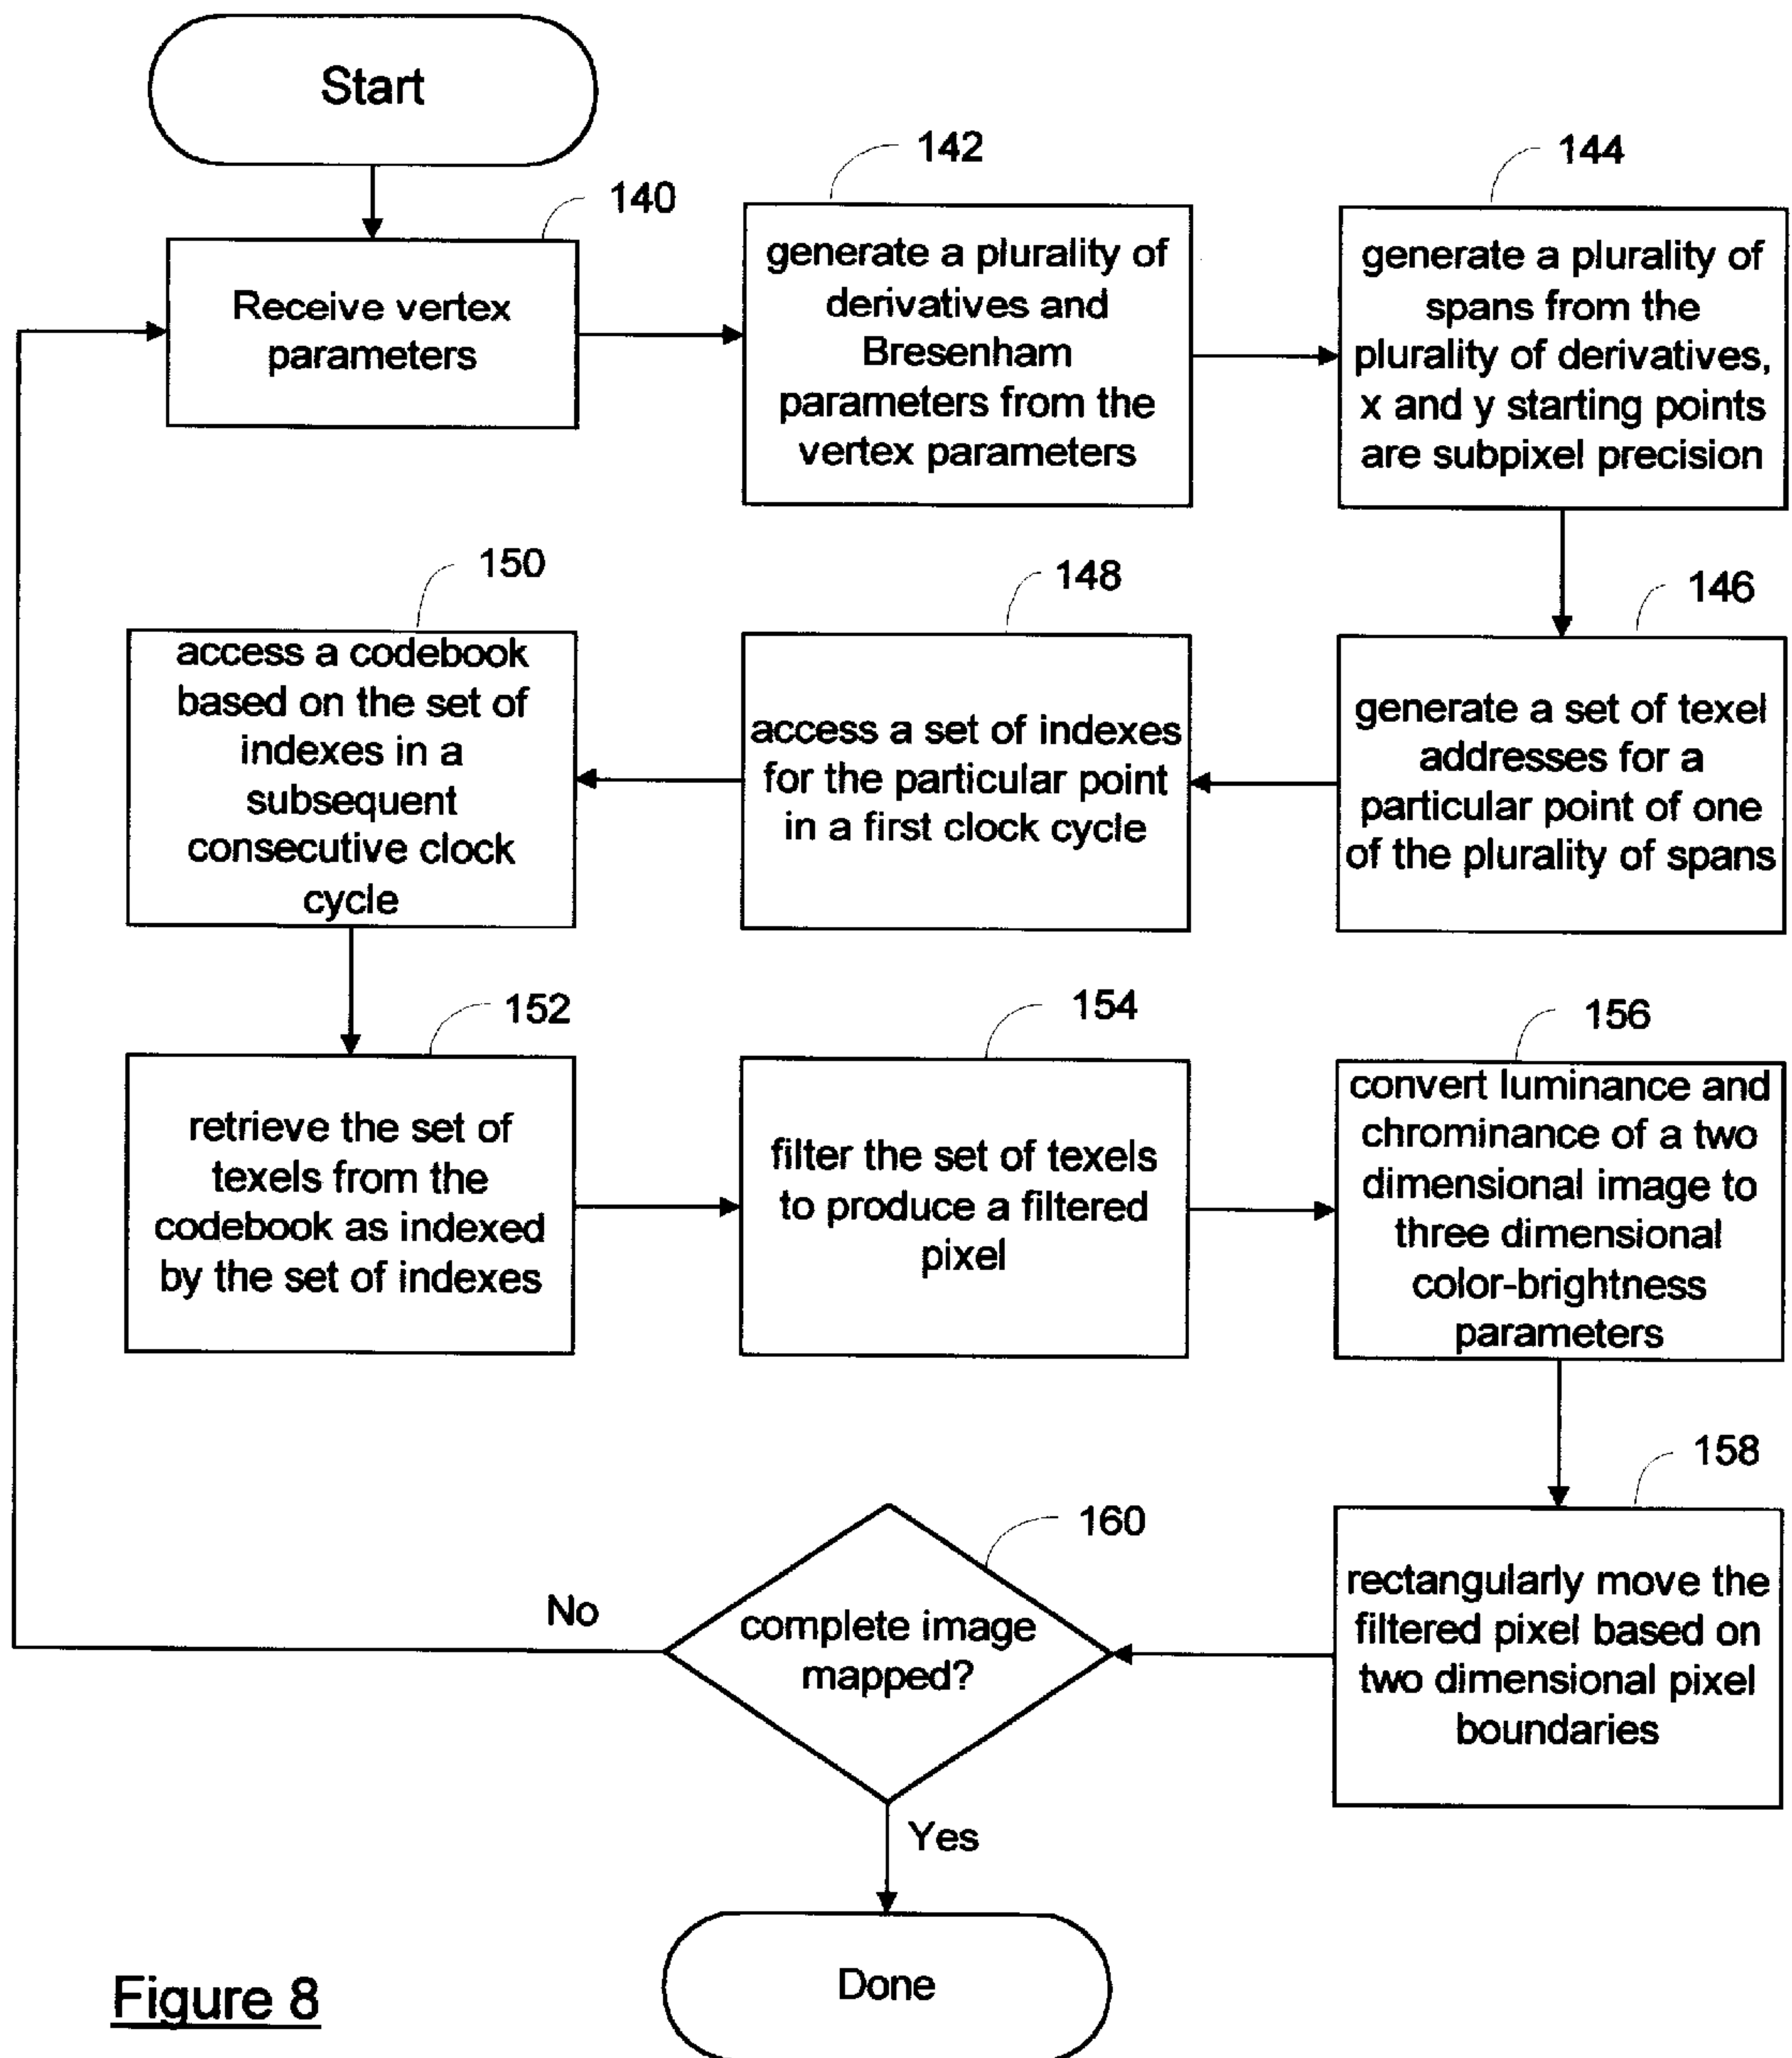 Start
140
Receive vertex
parameters
142
generate a plurality of
derivatives and
Bresenham
parameters from the
vertex parameters
144
generate a plurality of
spans from the
plurality of derivatives,
x and y starting points
are subpixel precision
146
generate a set of texel
addresses for a
particular point of one
of the plurality of spans
148
access a set of indexes
for the particular point
in a first clock cycle
150
access a codebook
based on the set of
indexes in a
subsequent
consecutive clock
cycle
152
retrieve the set of
texels from the
codebook as indexed
by the set of indexes
154
filter the set of texels
to produce a filtered
pixel
156
convert luminance and
chrominance of a two
dimensional image to
three dimensional
color-brightness
parameters
158
rectangularly move the
filtered pixel based on
two dimensional pixel
boundaries
160
complete image
mapped?
No
Yes
Done
Figure 8